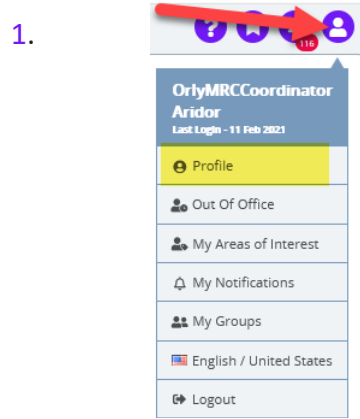 1.
?
116
OrlyMRCCoordinator
Aridor
Last Login - 11 Feb 2021
Profile
Out Of Office
My Areas of Interest
My Notifications
My Groups
English / United States
Logout